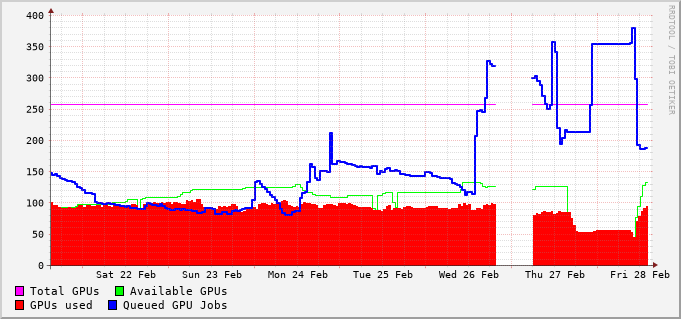 400
350
300
250
200
150
100
50
0
Sat 22 Feb Sun 23 Feb Mon 24 Feb Tue 25 Feb Wed 26 Feb Thu 27 Feb Fri 28 Feb
Total GPUs Available GPUs
GPUs used Queued GPU Jobs
RRDTOOL / TOBI OETIKER